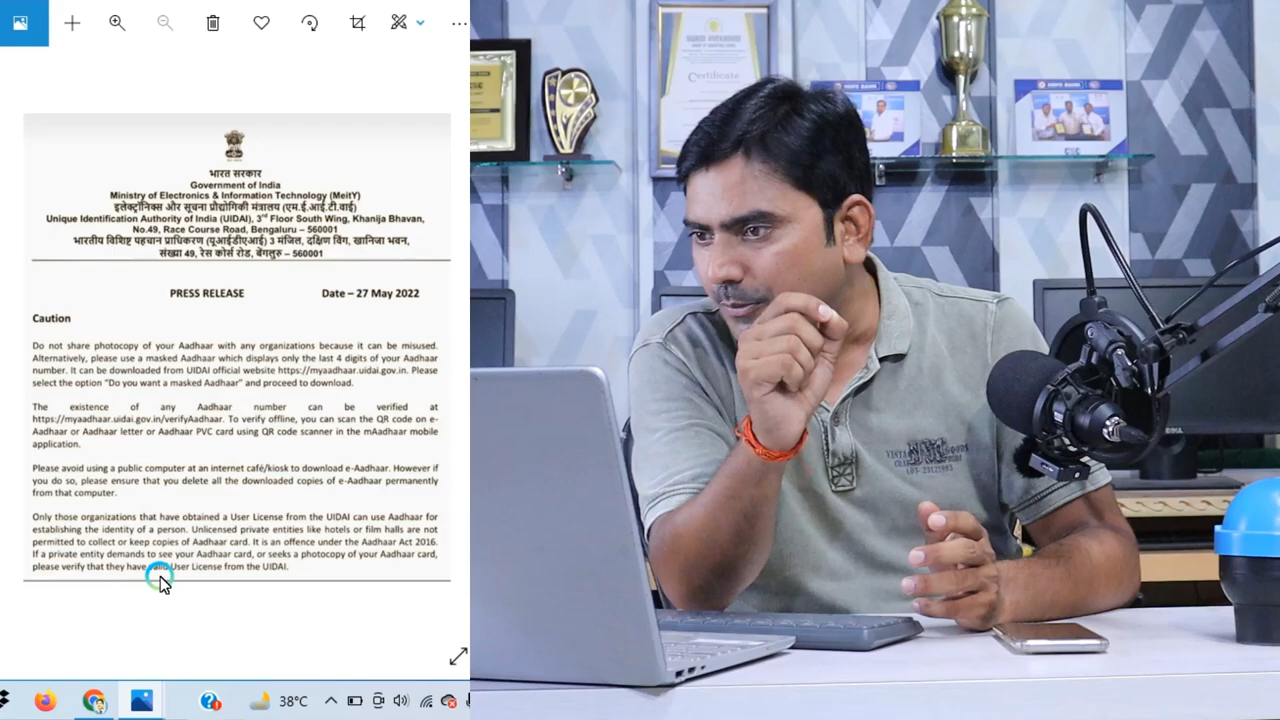 भारत सरकार
Government of India
Ministry of Electronics & Information Technology (MeitY)
इलेक्ट्रॉनिक्स और सूचना प्रौद्योगिकी मंत्रालय (एम.ई.आई.टी.वाई)
Unique Identification Authority of India (UIDAI), 3rd Floor South Wing, Khanija Bhavan,
No.49, Race Course Road, Bengaluru – 560001
भारतीय विशिष्ट पहचान प्राधिकरण (यूआईडीएआई) 3 मंजिल, दक्षिण विंग, खानिजा भवन,
संख्या 49, रेस कोर्स रोड, बेंगलुरु – 560001
PRESS RELEASE Date – 27 May 2022
Caution
Do not share photocopy of your Aadhaar with any organizations because it can be misused.
Alternatively, please use a masked Aadhaar which displays only the last 4 digits of your Aadhaar
number. It can be downloaded from UIDAI official website https://myaadhaar.uidai.gov.in. Please
select the option "Do you want a masked Aadhaar" and proceed to download.
The existence of any Aadhaar number can be verified at
https://myaadhaar.uidai.gov.in/verifyAadhaar. To verify offline, you can scan the QR code on e-
Aadhaar or Aadhaar letter or Aadhaar PVC card using QR code scanner in the mAadhaar mobile
application.
Please avoid using a public computer at an internet café/kiosk to download e-Aadhaar. However if
you do so, please ensure that you delete all the downloaded copies of e-Aadhaar permanently
from that computer.
Only those organizations that have obtained a User License from the UIDAI can use Aadhaar for
establishing the identity of a person. Unlicensed private entities like hotels or film halls are not
permitted to collect or keep copies of Aadhaar card. It is an offence under the Aadhaar Act 2016.
If a private entity demands to see your Aadhaar card, or seeks a photocopy of your Aadhaar card,
please verify that they have valid User License from the UIDAI.
38°C
Certificate
HDFC BANK
HDFC BANK